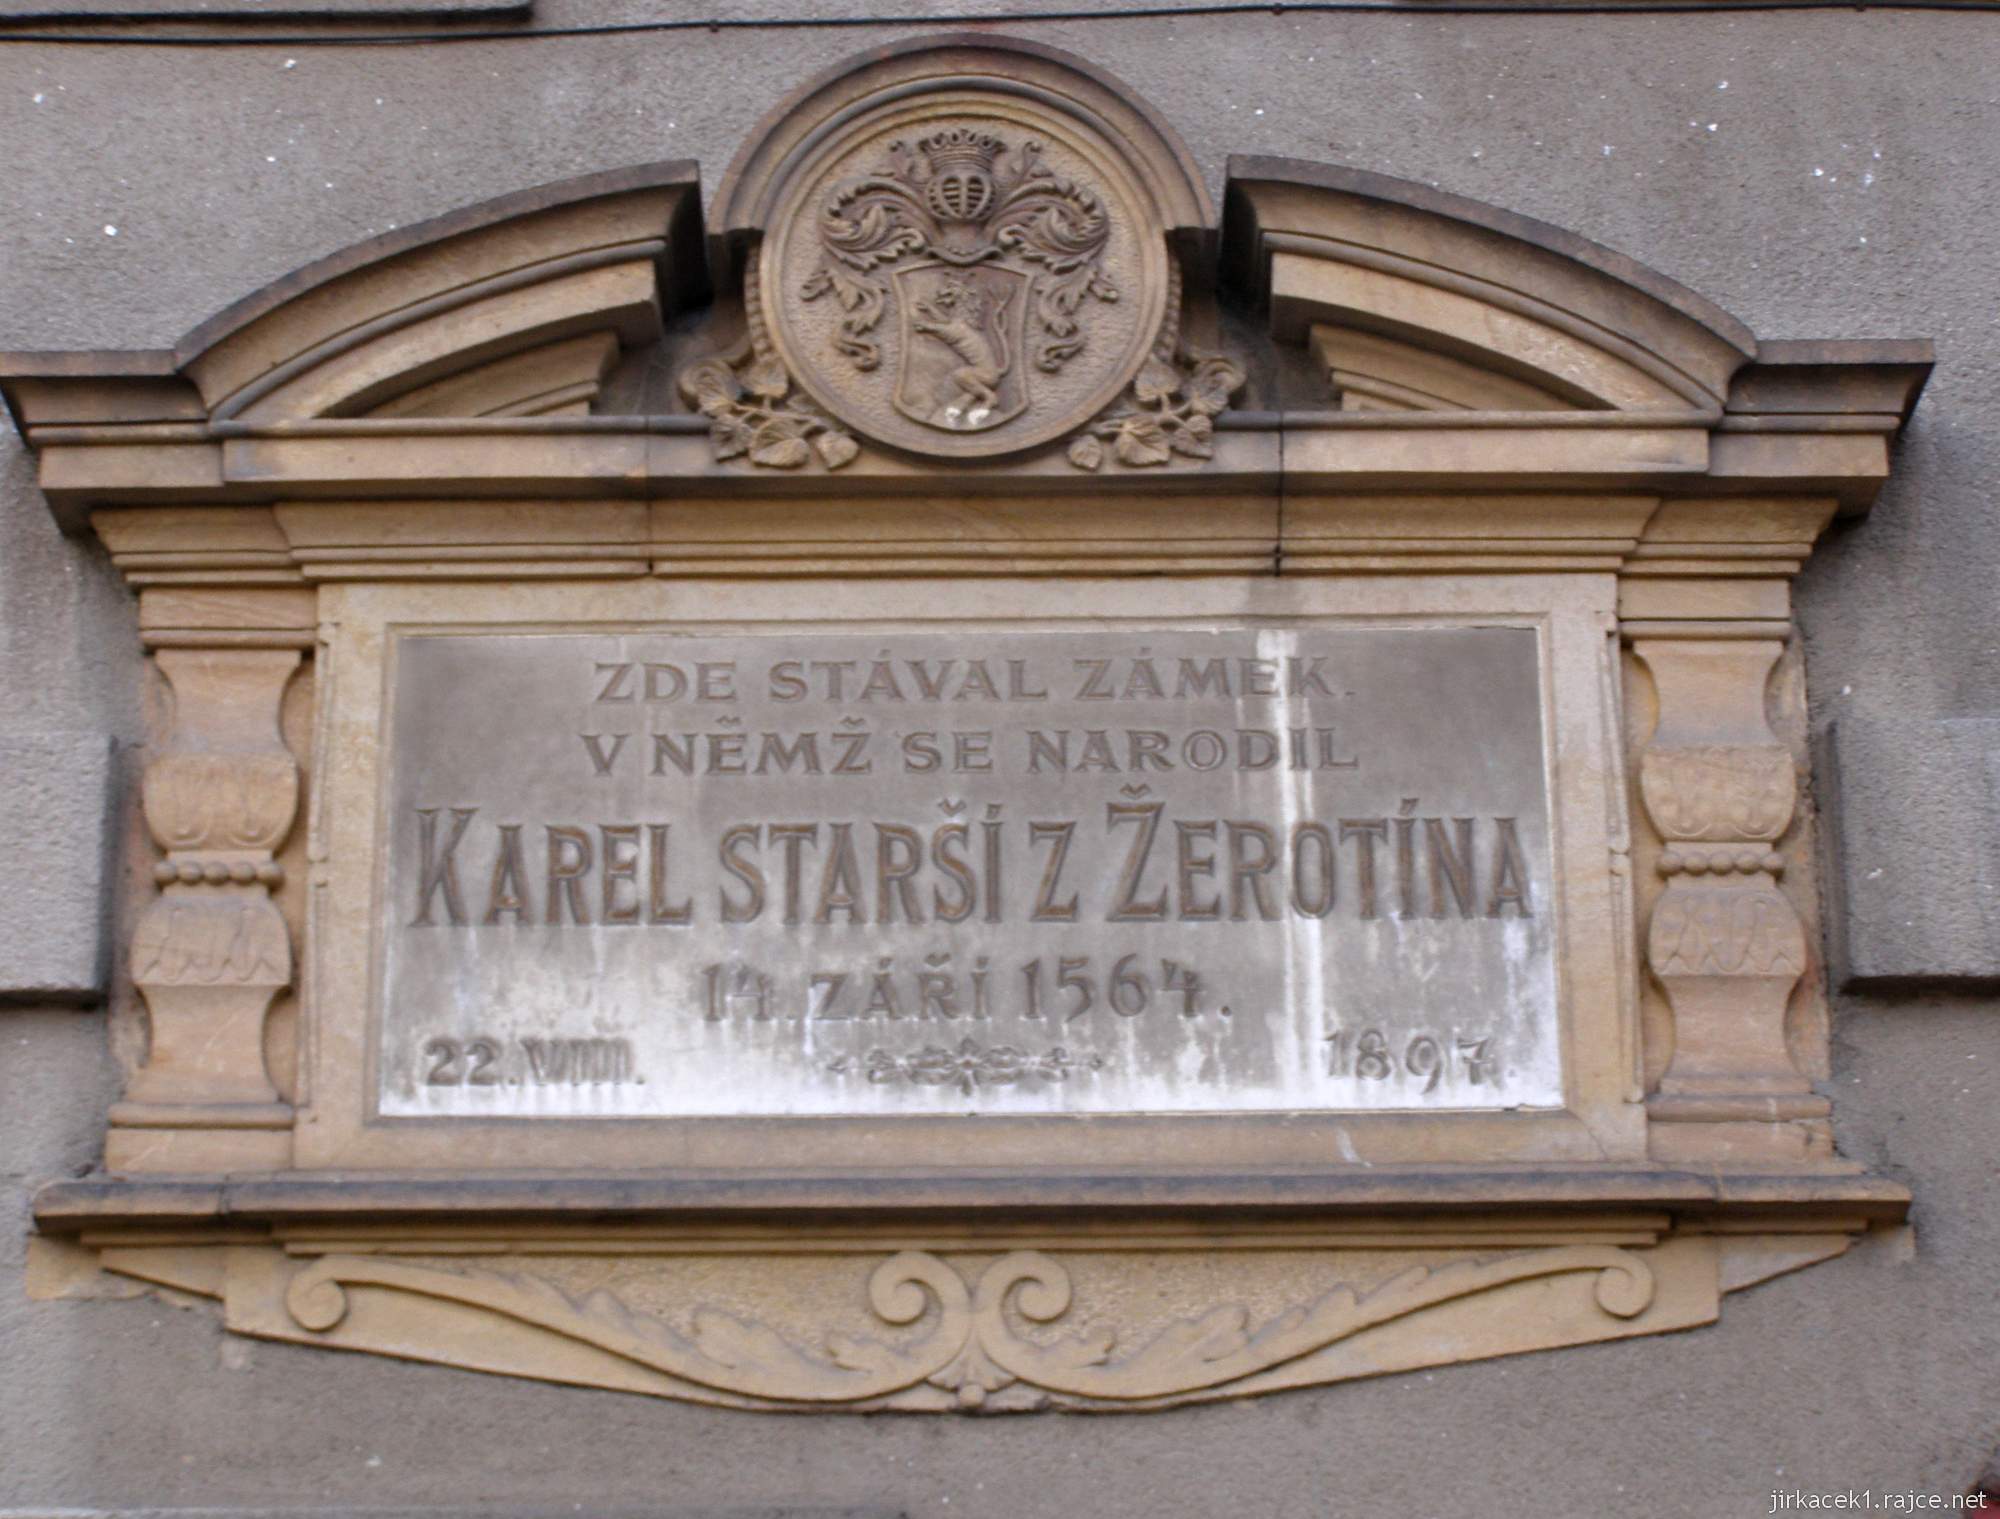 ZDE STÁVAL ZÁMEK.
V NĚMŽ SE NARODIL
KAREL STARŠÍ Z ŽEROTÍNA
14. ZÁŘÍ 1564.
22. VIII. 1897.
jirkacek1.rajce.net